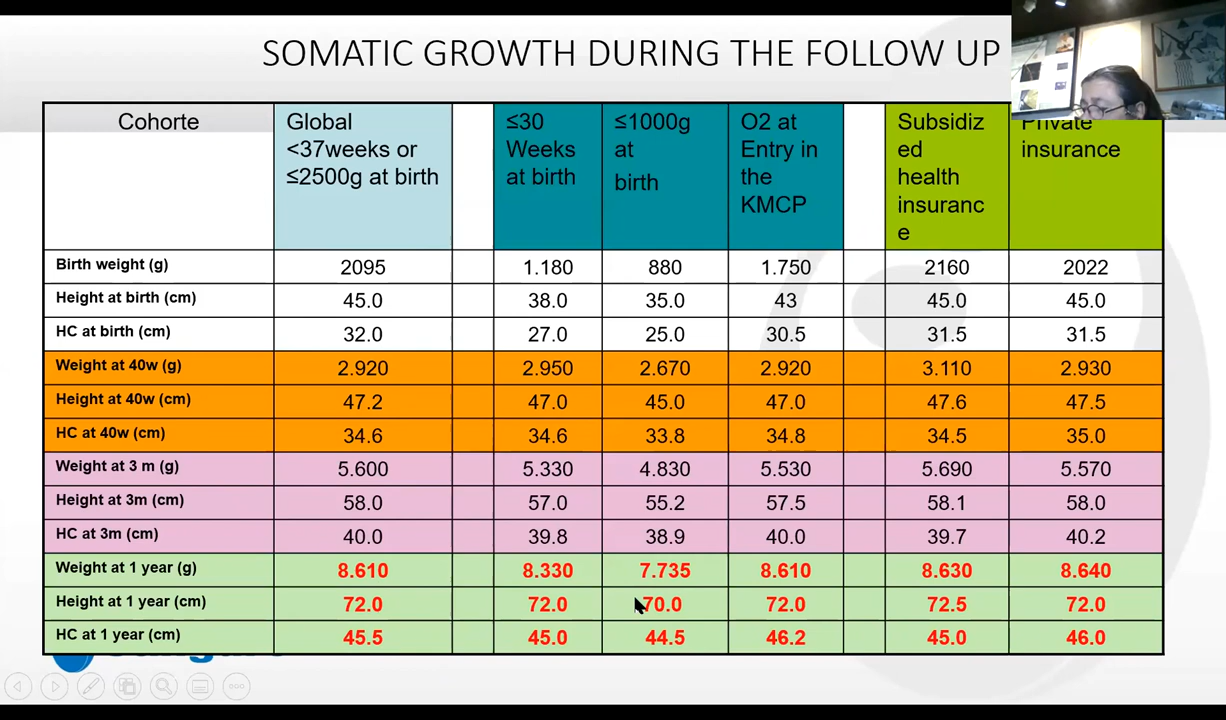 SOMATIC GROWTH DURING THE FOLLOW UP
Cohorte
Global
<37weeks or
≤2500g at birth
≤30
Weeks
at birth
≤1000g
at
birth
O2 at
Entry in
the
KMCP
Subsidiz
ed
health
insuranc
e
Private
insurance
Birth weight (g) 2095 1.180 880 1.750 2160 2022
Height at birth (cm) 45.0 38.0 35.0 43 45.0 45.0
HC at birth (cm) 32.0 27.0 25.0 30.5 31.5 31.5
Weight at 40w (g) 2.920 2.950 2.670 2.920 3.110 2.930
Height at 40w (cm) 47.2 47.0 45.0 47.0 47.6 47.5
HC at 40w (cm) 34.6 34.6 33.8 34.8 34.5 35.0
Weight at 3 m (g) 5.600 5.330 4.830 5.530 5.690 5.570
Height at 3m (cm) 58.0 57.0 55.2 57.5 58.1 58.0
HC at 3m (cm) 40.0 39.8 38.9 40.0 39.7 40.2
Weight at 1 year (g) 8.610 8.330 7.735 8.610 8.630 8.640
Height at 1 year (cm) 72.0 72.0 70.0 72.0 72.5 72.0
HC at 1 year (cm) 45.5 45.0 44.5 46.2 45.0 46.0